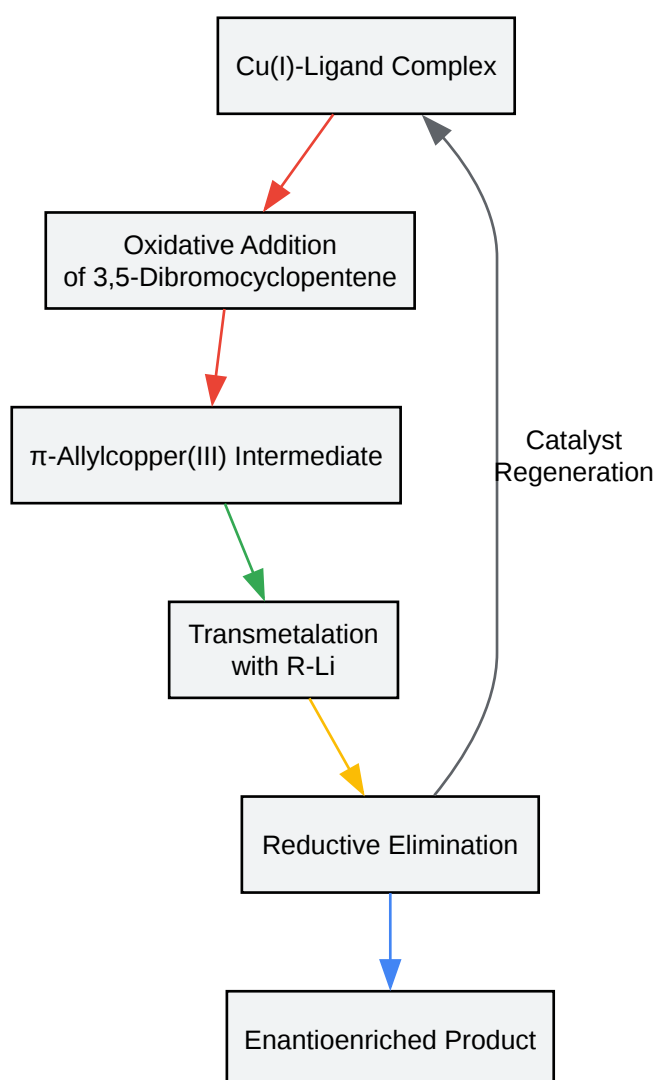 Cu(I)-Ligand Complex
Oxidative Addition
of 3,5-Dibromocyclopentene
π-Allylcopper(III) Intermediate
Catalyst
Regeneration
Transmetalation
with R-Li
Reductive Elimination
Enantioenriched Product